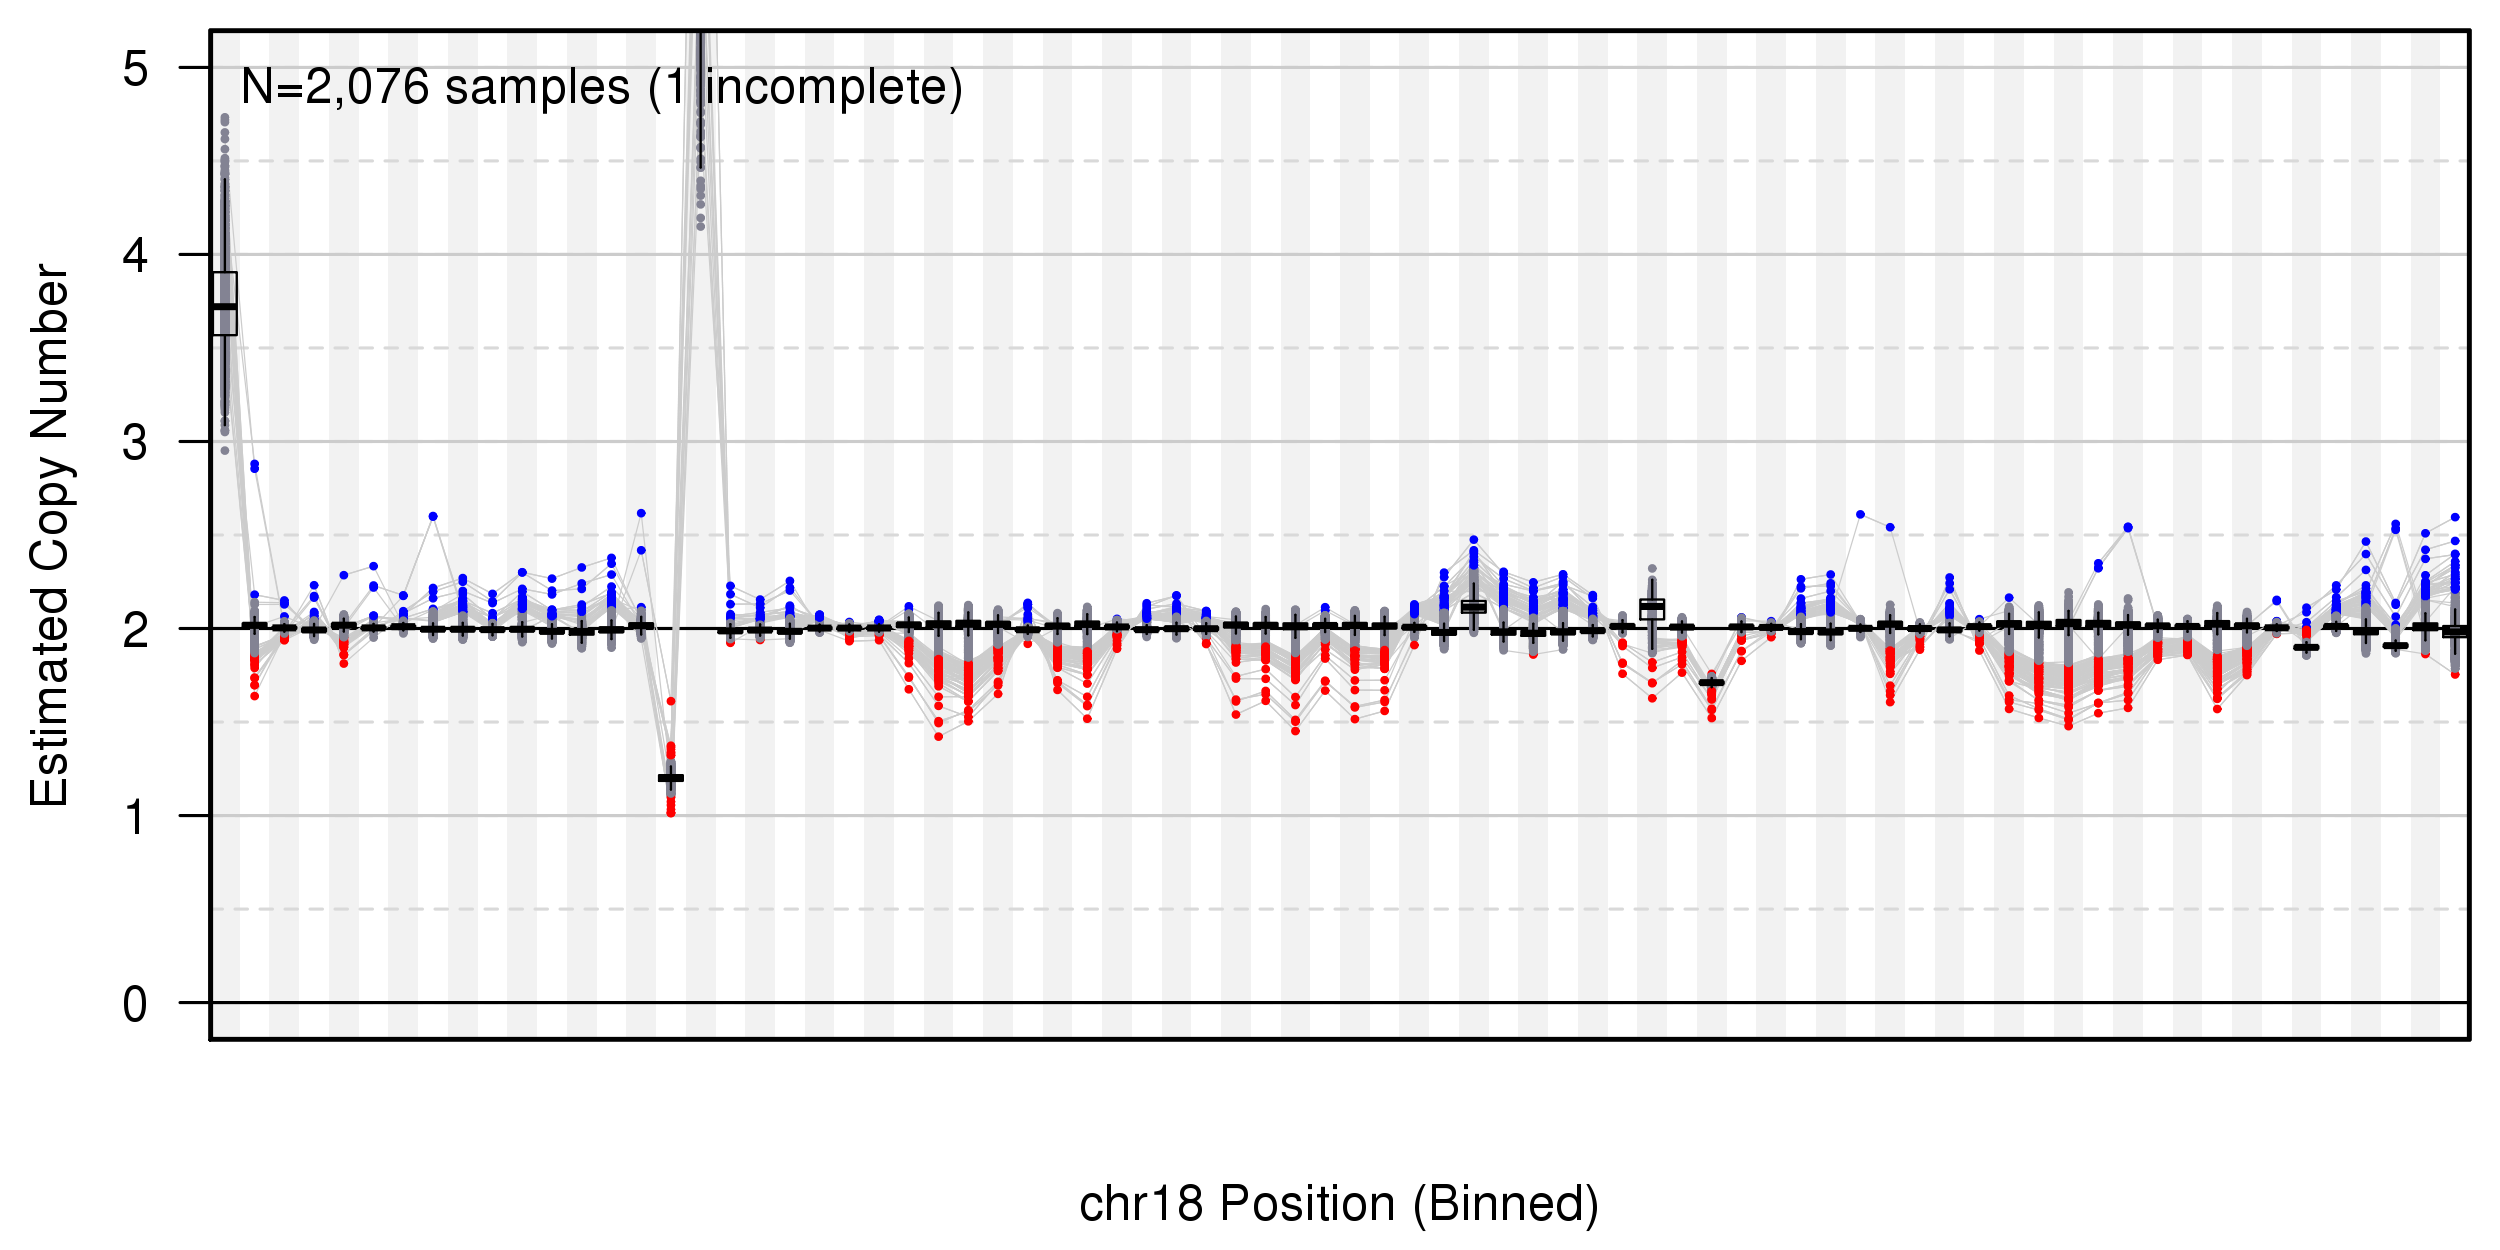 N=2,076 samples (1 incomplete)
5
4
3
2
1
0
Estimated Copy Number
chr18 Position (Binned)